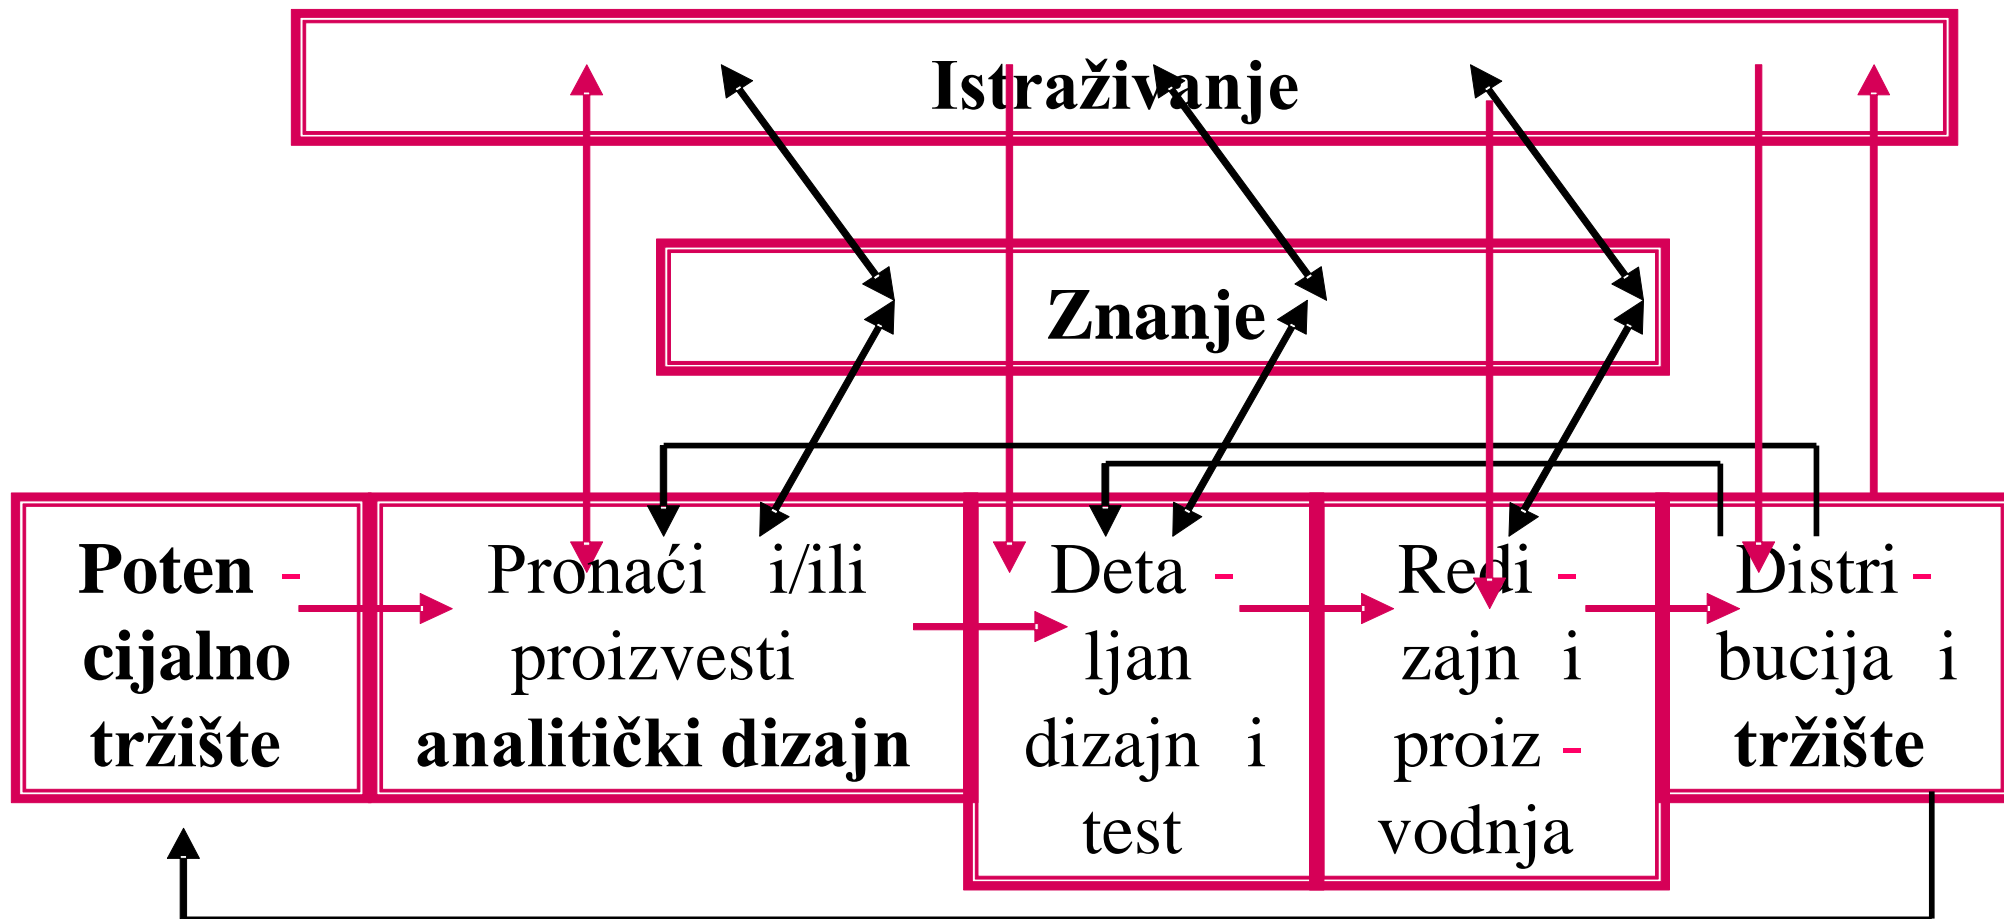 Istraživanje
Znanje
Poten -
cijalno
tržište
Pronaći i/ili
proizvesti
analitički dizajn
Deta -
ljan
dizajn i
test
Redi -
zajn i
proiz -
vodnja
Distri -
bucija i
tržište